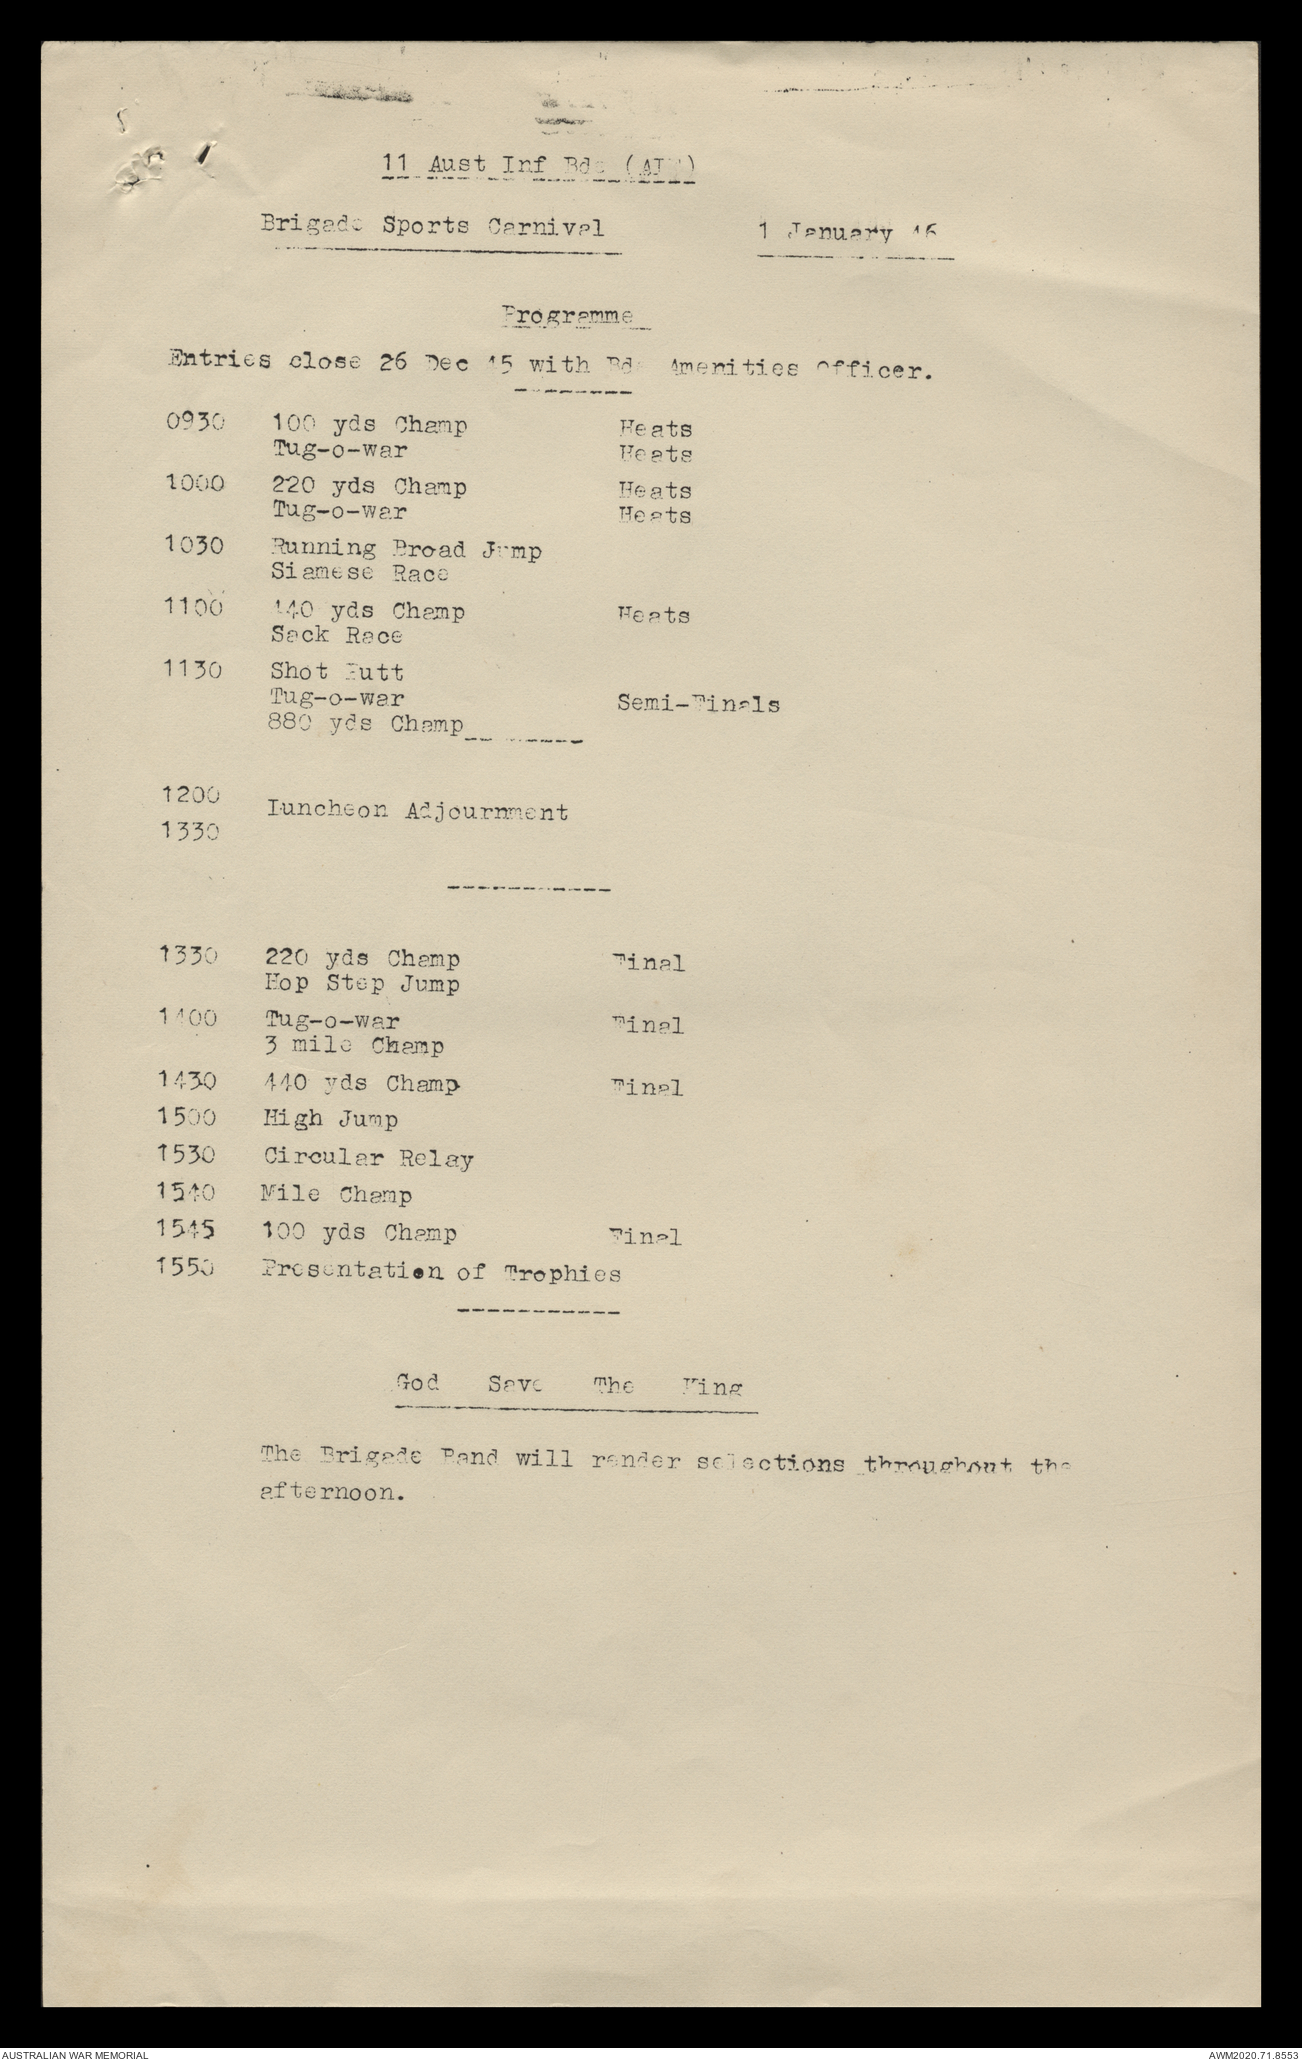 11 Aust Inf Bde (AIF)
Brigade Sports Carnival 1 January 46
Programme
Entries close 26 Dec 45 with Bde Amenities Officer.
0930 100 yds Champ Heats
Tug-o-war Heats
1000 220 yds Champ Heats
Tug-o-war Heats
1030 Running Broad Jump
Siamese Race
1100 440 yds Champ Heats
Sack Race
1130 Shot Putt
Tug-o-war Semi-Finals
880 yds Champ
1200
Luncheon Adjournment
1330
1330 220 yds Champ Final
Hop Step Jump
1400 Tug-o-war Final
3 mile Champ
1430 440 yds Champ Final
1500 High Jump
1530 Circular Relay
1540 Mile Champ
1545 100 yds Champ Final
1550 Presentation of Trophies
God Save The King
The Brigade Band will render selections throughout the
afternoon.
AUSTRALIAN WAR MEMORIAL AWM2020.71.8553